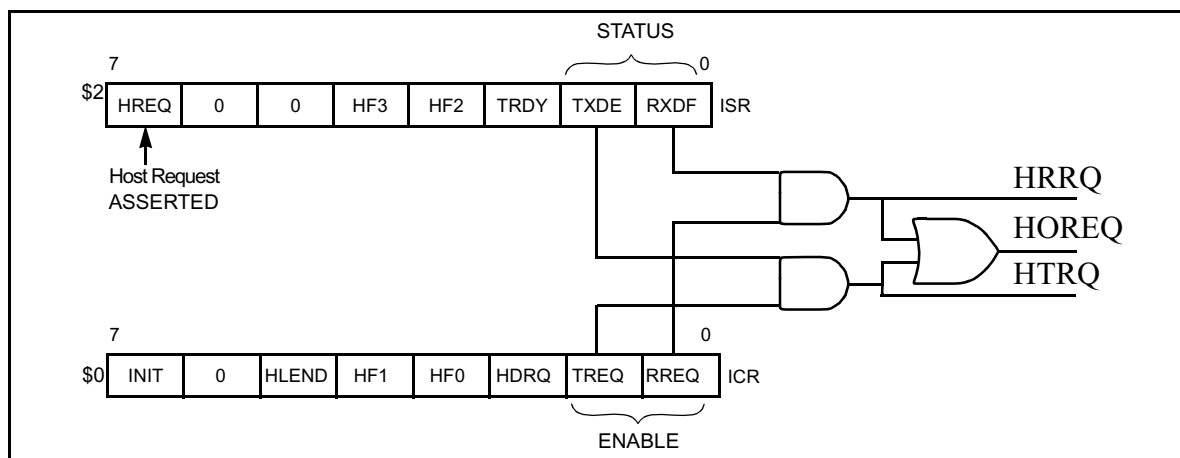 STATUS
7 0
$2 HREQ 0 0 HF3 HF2 TRDY TXDE RXDF ISR
Host Request
ASSERTED
HRRQ
HOREQ
HTRQ
7 0
$0 INIT 0 HLEND HF1 HF0 HDRQ TREQ RREQ ICR
ENABLE